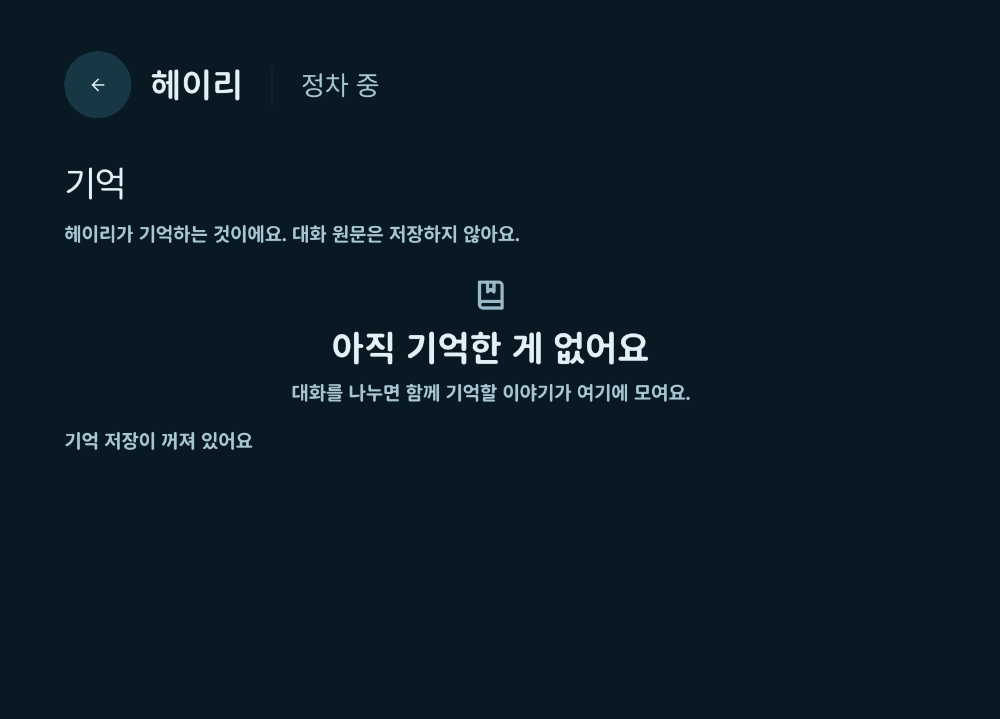 헤이리
정차 중
기억
헤이리가 기억하는 것이에요. 대화 원문은 저장하지 않아요.
아직 기억한 게 없어요
대화를 나누면 함께 기억할 이야기가 여기에 모여요.
기억 저장이 꺼져 있어요